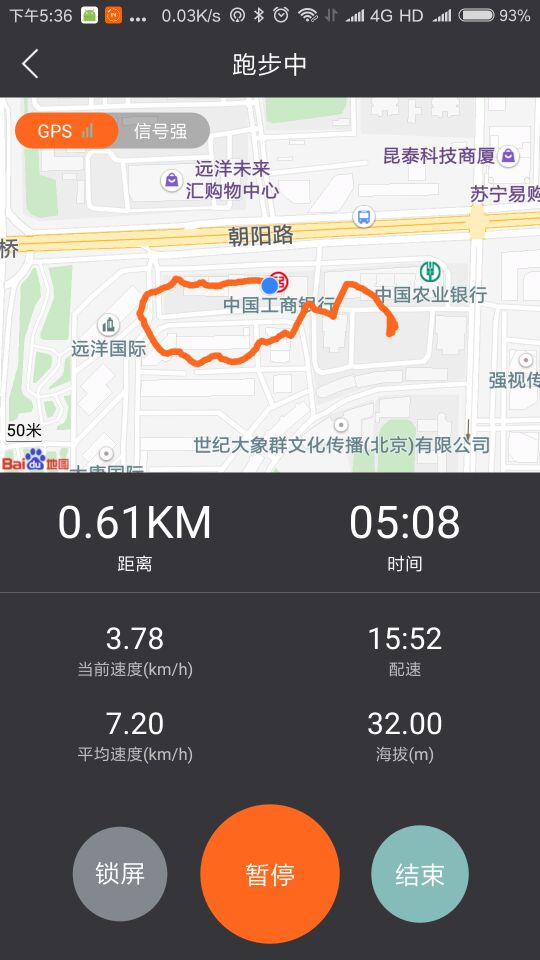 下午5:36
...
0.03K/s
4G HD
93%
跑步中
GPS
信号强
昆泰科技商厦
远洋未来
汇购物中心
苏宁易购
朝阳路
桥
中国工商银行
中国农业银行
远洋国际
强视传
50米
世纪大象群文化传播(北京)有限公司
Bai du 地图
0.61KM
05:08
距离
时间
3.78
15:52
当前速度(km/h)
配速
7.20
32.00
平均速度(km/h)
海拔(m)
锁屏
暂停
结束